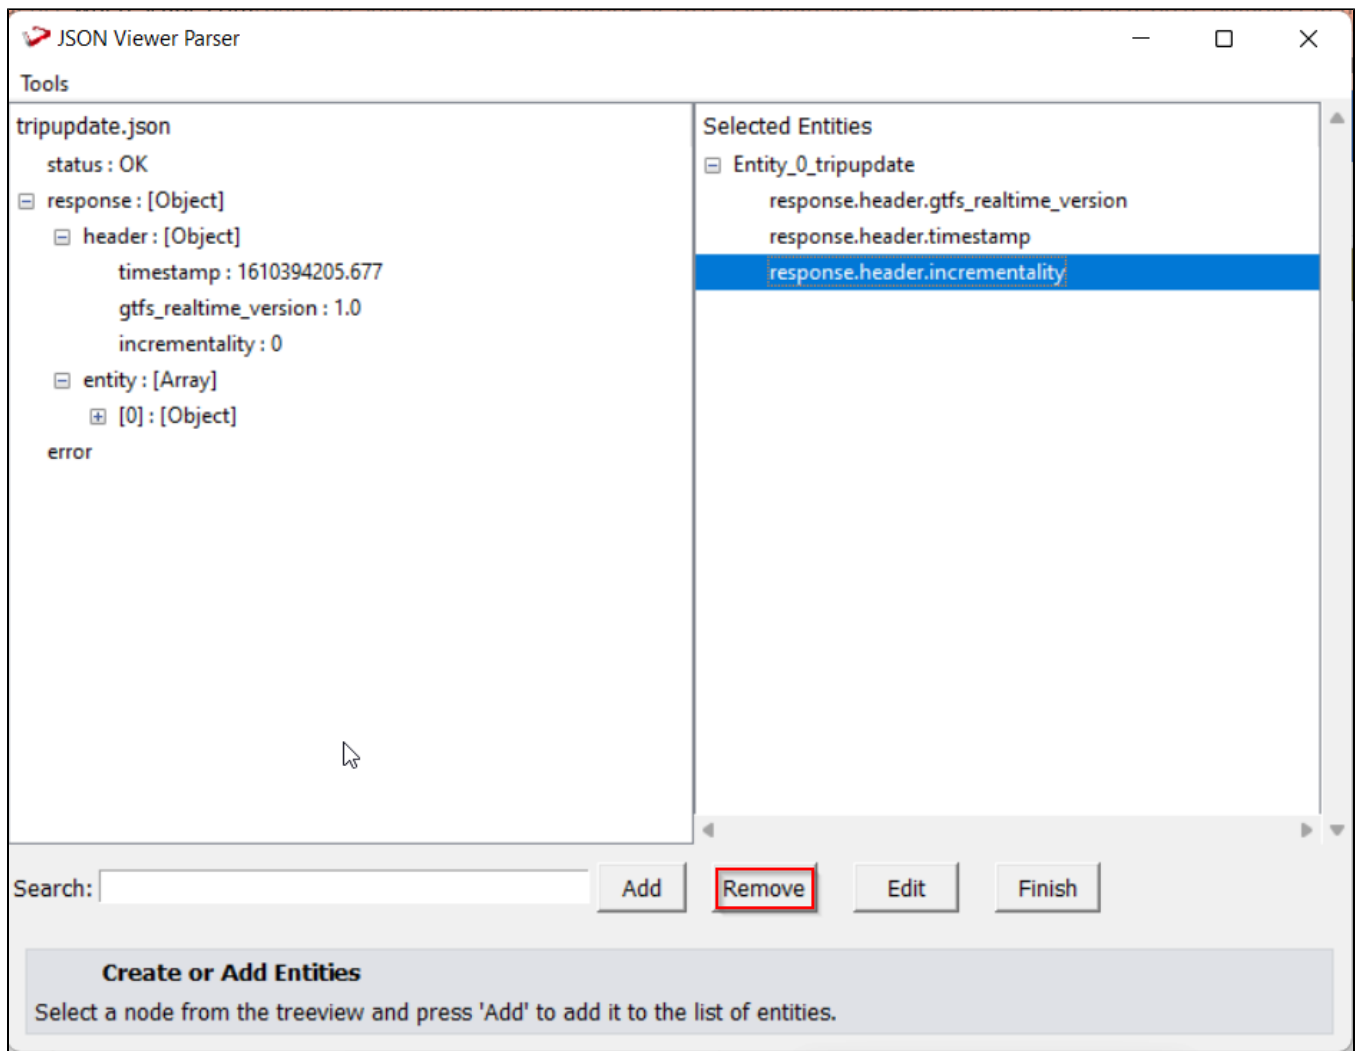 JSON Viewer Parser
Tools
tripupdate.json
status : OK
response : [Object]
header : [Object]
timestamp : 1610394205.677
gtfs_realtime_version : 1.0
incrementality : 0
entity : [Array]
[0] : [Object]
error
Selected Entities
Entity_0_tripupdate
response.header.gtfs_realtime_version
response.header.timestamp
response.header.incrementality
Search: Add Remove Edit Finish
Create or Add Entities
Select a node from the treeview and press 'Add' to add it to the list of entities.